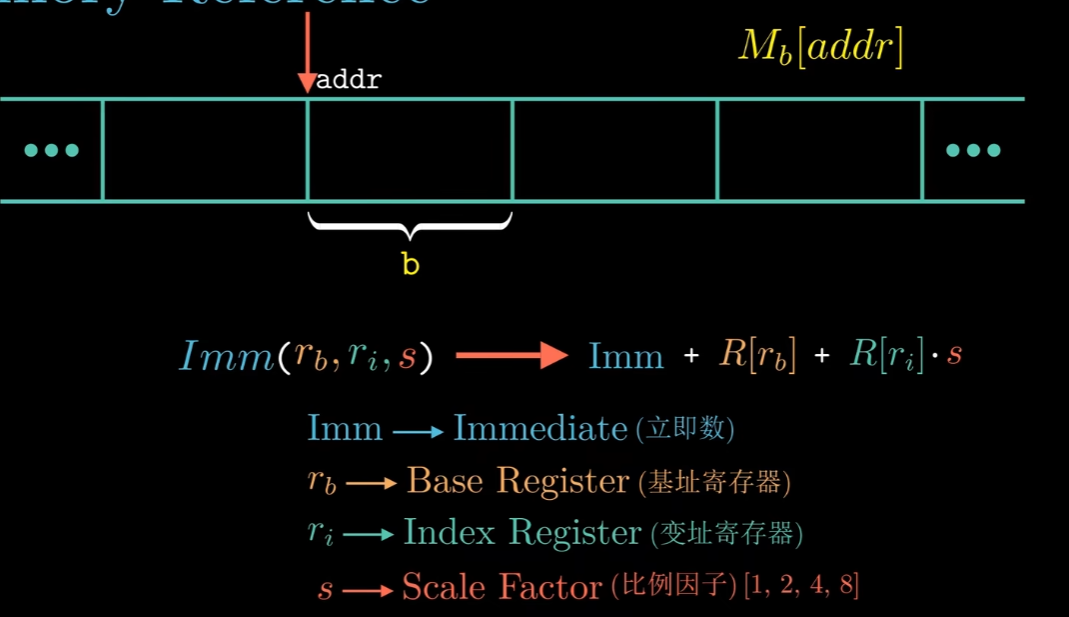 M_b[addr]
addr
b
Imm(r_b, r_i, s) → Imm + R[r_b] + R[r_i]·s
Imm → Immediate (立即数)
r_b → Base Register (基址寄存器)
r_i → Index Register (变址寄存器)
s → Scale Factor (比例因子) [1, 2, 4, 8]